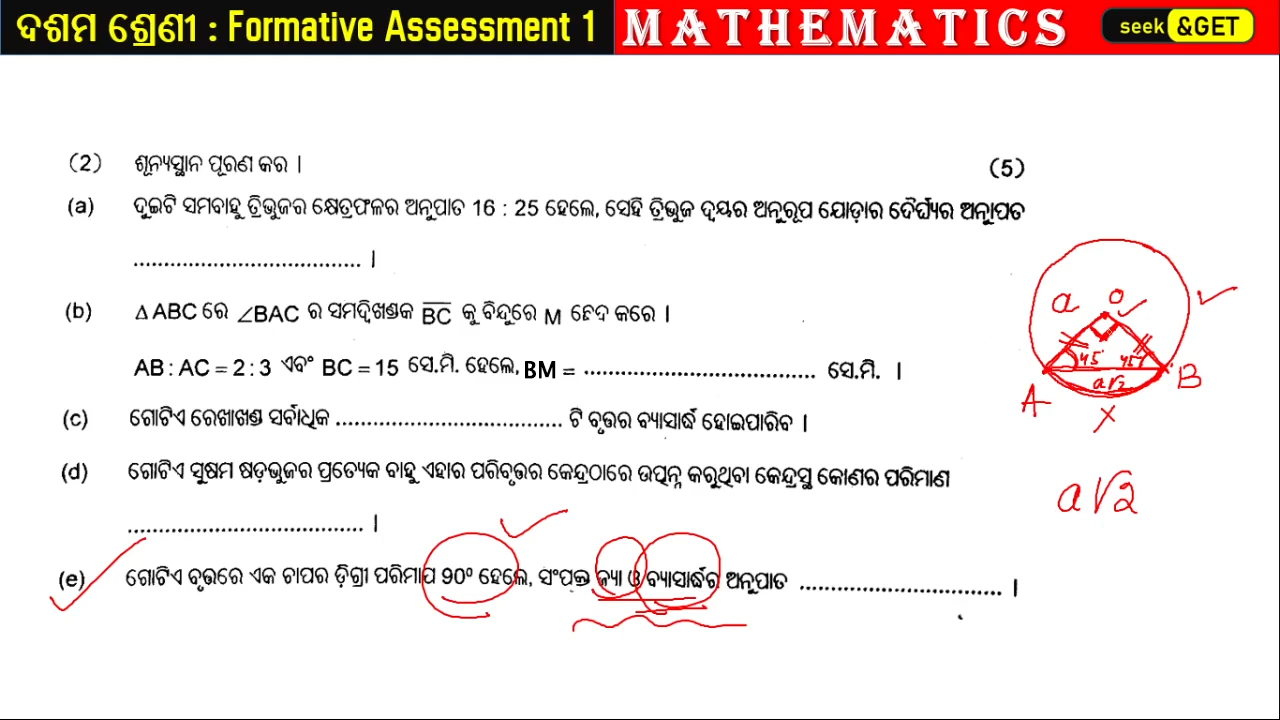 ଦଶମ ଶ୍ରେଣୀ : Formative Assessment 1 MATHEMATICS seek &GET
(2) ଶୂନ୍ୟସ୍ଥାନ ପୂରଣ କର । (5)
(a) ଦୁଇଟି ସମବାହୁ ତ୍ରିଭୁଜର କ୍ଷେତ୍ରଫଳର ଅନୁପାତ 16 : 25 ହେଲେ, ସେହି ତ୍ରିଭୁଜ ଦ୍ୱୟର ଅନୁରୂପ ଯୋଡ଼ାର ଦୈର୍ଘ୍ୟର ଅନୁାପତ
..................................... ।
(b) Δ ABC ରେ ∠BAC ର ସମଦ୍ୱିଖଣ୍ଡକ B̅C̅ କୁ ବିନ୍ଦୁରେ M ଛେଦ କରେ ।
AB : AC = 2 : 3 ଏବଂ BC = 15 ସେ.ମି. ହେଲେ, BM = ...................................... ସେ.ମି. ।
(c) ଗୋଟିଏ ରେଖାଖଣ୍ଡ ସର୍ବାଧିକ ..................................... ଟି ବୃତ୍ତର ବ୍ୟାସାର୍ଦ୍ଧ ହୋଇପାରିବ ।
(d) ଗୋଟିଏ ସୁଷମ ଷଡ଼ଭୁଜର ପ୍ରତ୍ୟେକ ବାହୁ ଏହାର ପରିବୃତ୍ତର କେନ୍ଦ୍ରଠାରେ ଉତ୍ପନ୍ନ କରୁଥିବା କେନ୍ଦ୍ରସ୍ଥ କୋଣର ପରିମାଣ
...................................... ।
(e) ଗୋଟିଏ ବୃତ୍ତରେ ଏକ ଚାପର ଡ଼ିଗ୍ରୀ ପରିମାପ 90⁰ ହେଲେ, ସଂପୃକ୍ତ ଜ୍ୟା ଓ ବ୍ୟାସାର୍ଦ୍ଧର ଅନୁପାତ ................................. ।
a O
45° 45°
a√2
A B
X
a√2